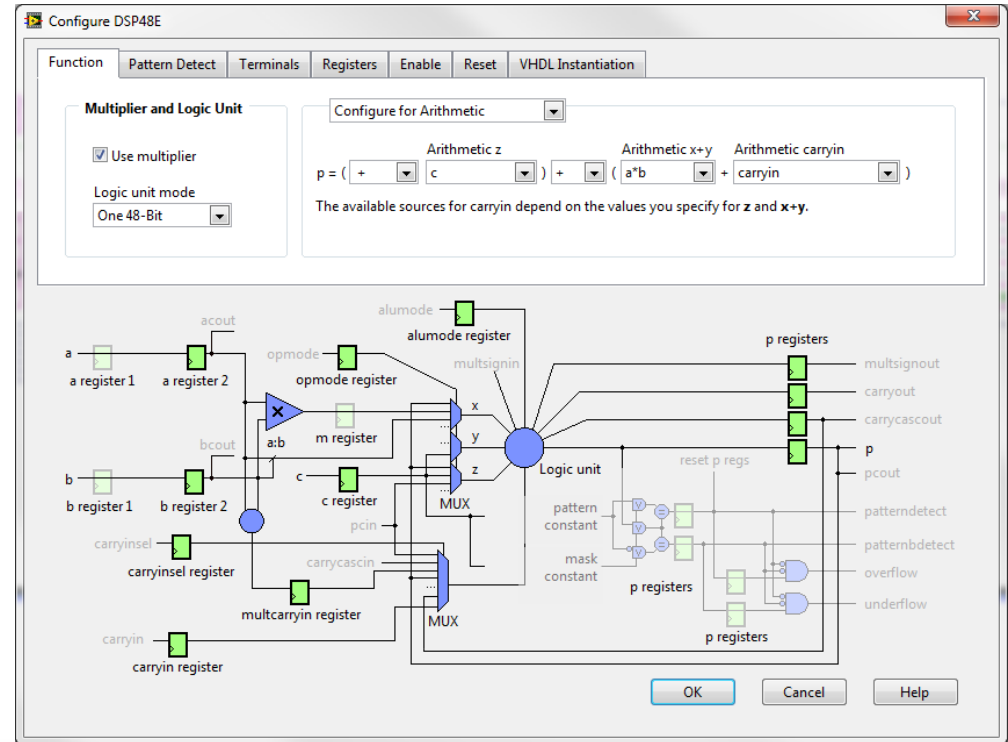 Configure DSP48E
Function Pattern Detect Terminals Registers Enable Reset VHDL Instantiation
Multiplier and Logic Unit
Use multiplier
Logic unit mode
One 48-Bit
Configure for Arithmetic
Arithmetic z Arithmetic x+y Arithmetic carryin
p = ( + c ) + ( a*b + carryin )
The available sources for carryin depend on the values you specify for z and x+y.
alumode
alumode register
acout
a
a register 1
a register 2
opmode
opmode register
multsignin
p registers
multsignout
carryout
carrycascout
p
pcout
x
m register
a:b
y
bcout
b
b register 1
b register 2
c
c register
z
...
...
...
MUX
Logic unit
reset p regs
pattern
constant
mask
constant
p registers
patterndetect
patternbdetect
overflow
underflow
p registers
pcin
carryinsel
carryinsel register
carrycascin
...
multcarryin register
MUX
carryin
carryin register
OK Cancel Help